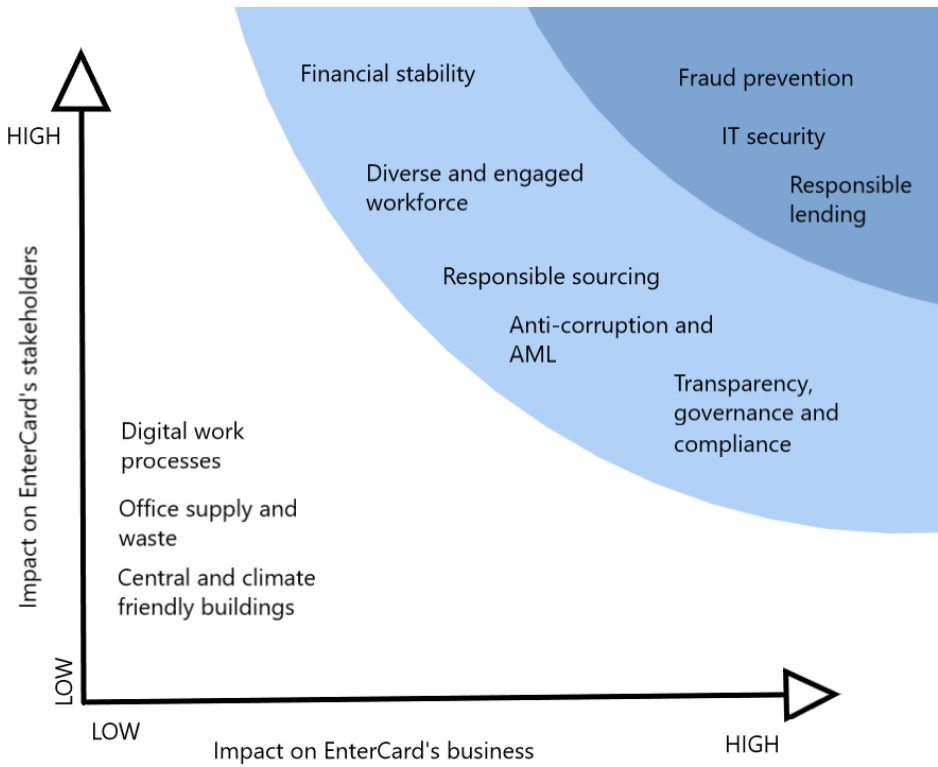 Financial stability
Fraud prevention
HIGH
IT security
Diverse and engaged
workforce
Responsible
lending
Responsible sourcing
Anti-corruption and
AML
Transparency,
governance and
compliance
Impact on EnterCard's stakeholders
Digital work
processes
Office supply and
waste
Central and climate
friendly buildings
LOW
LOW
Impact on EnterCard's business
HIGH